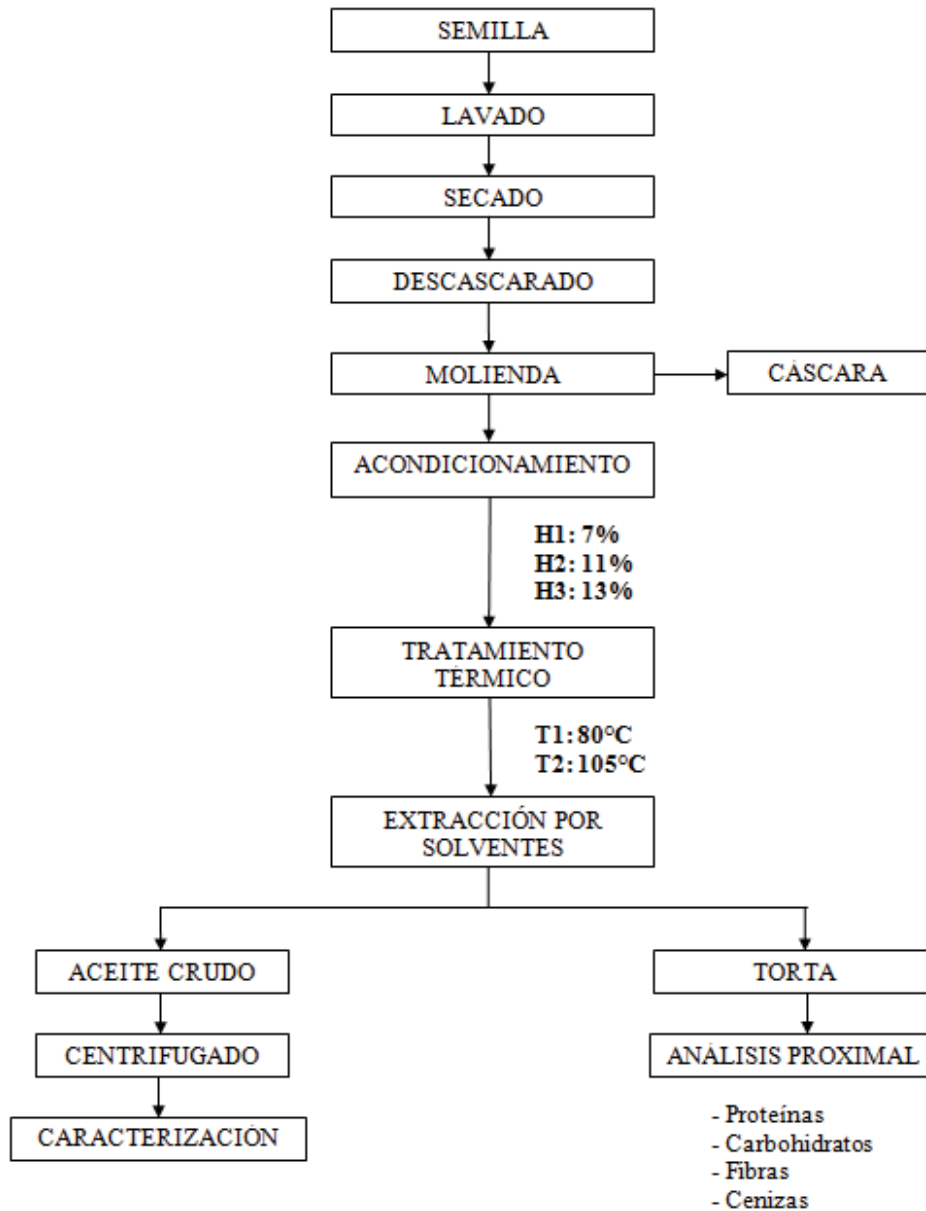 SEMILLA
LAVADO
SECADO
DESCASCARADO
MOLIENDA
CÁSCARA
ACONDICIONAMIENTO
H1: 7%
H2: 11%
H3: 13%
TRATAMIENTO
TÉRMICO
T1: 80°C
T2: 105°C
EXTRACCIÓN POR
SOLVENTES
ACEITE CRUDO
CENTRIFUGADO
CARACTERIZACIÓN
TORTA
ANÁLISIS PROXIMAL
- Proteínas
- Carbohidratos
- Fibras
- Cenizas